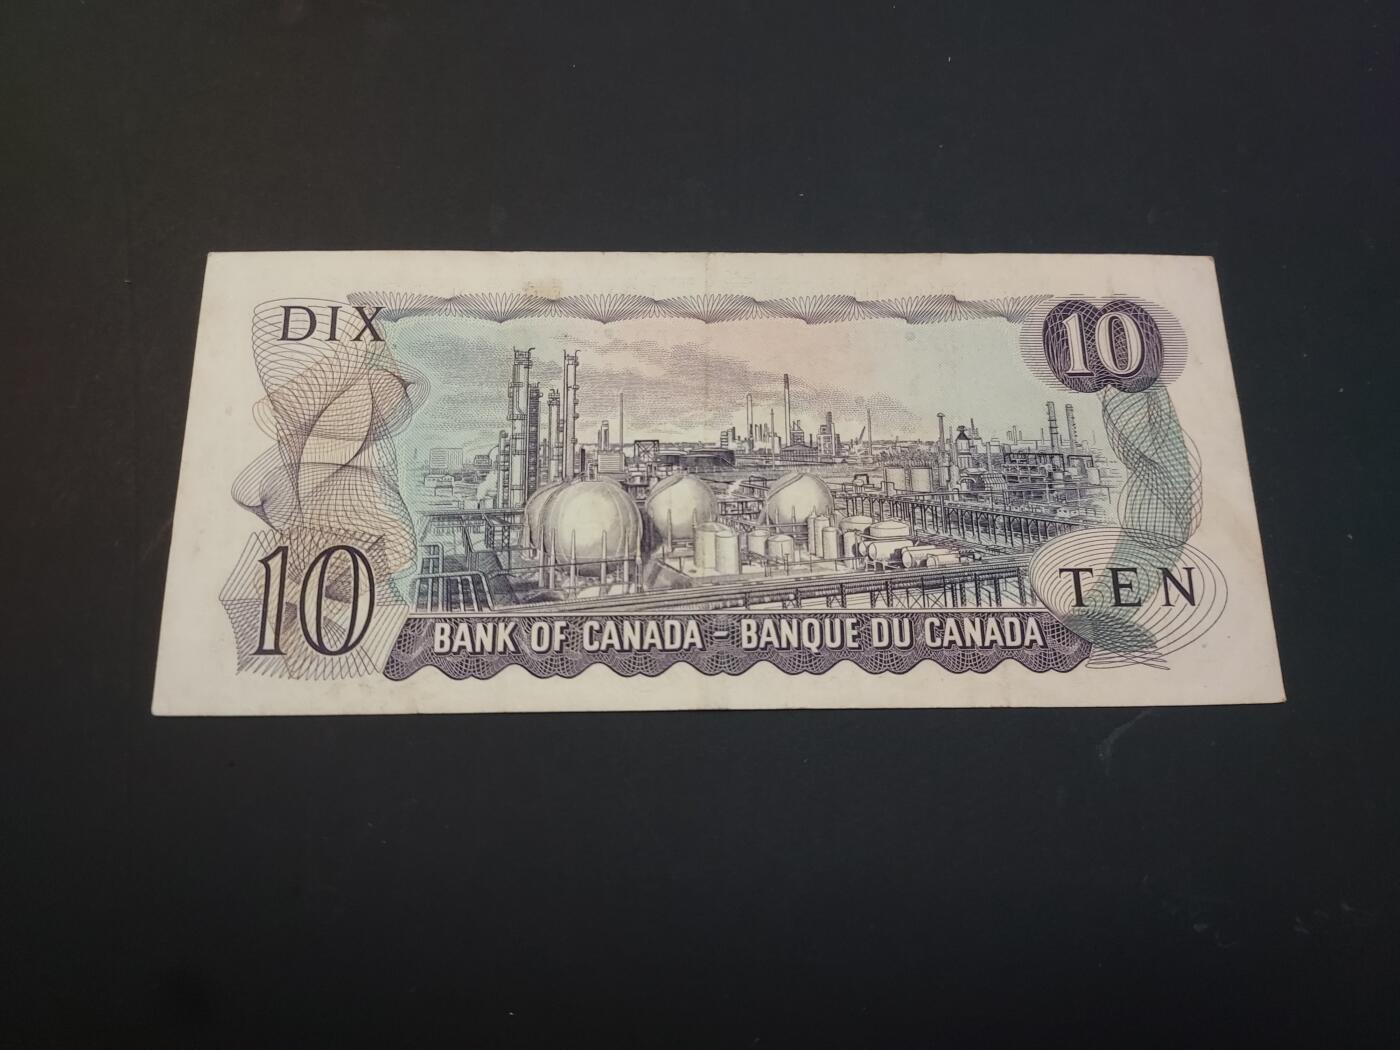 DIX
10
10
TEN
BANK OF CANADA – BANQUE DU CANADA